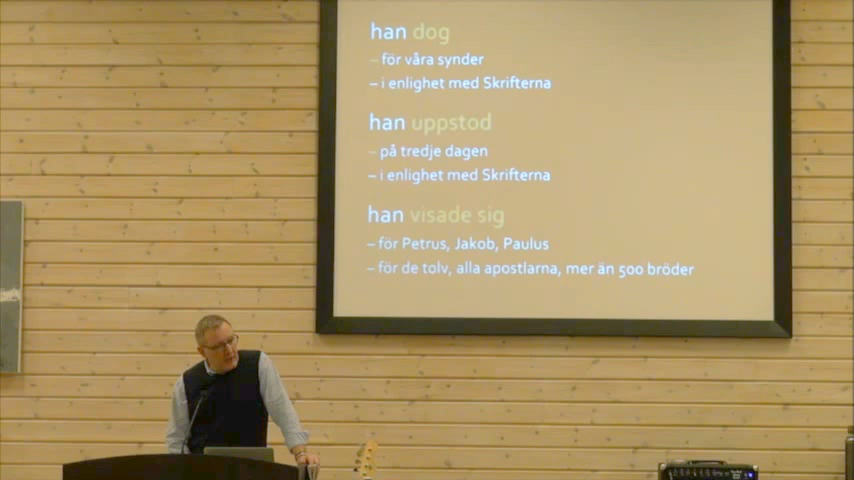 han dog
– för våra synder
– i enlighet med Skrifterna
han uppstod
– på tredje dagen
– i enlighet med Skrifterna
han visade sig
– för Petrus, Jakob, Paulus
– för de tolv, alla apostlarna, mer än 500 bröder